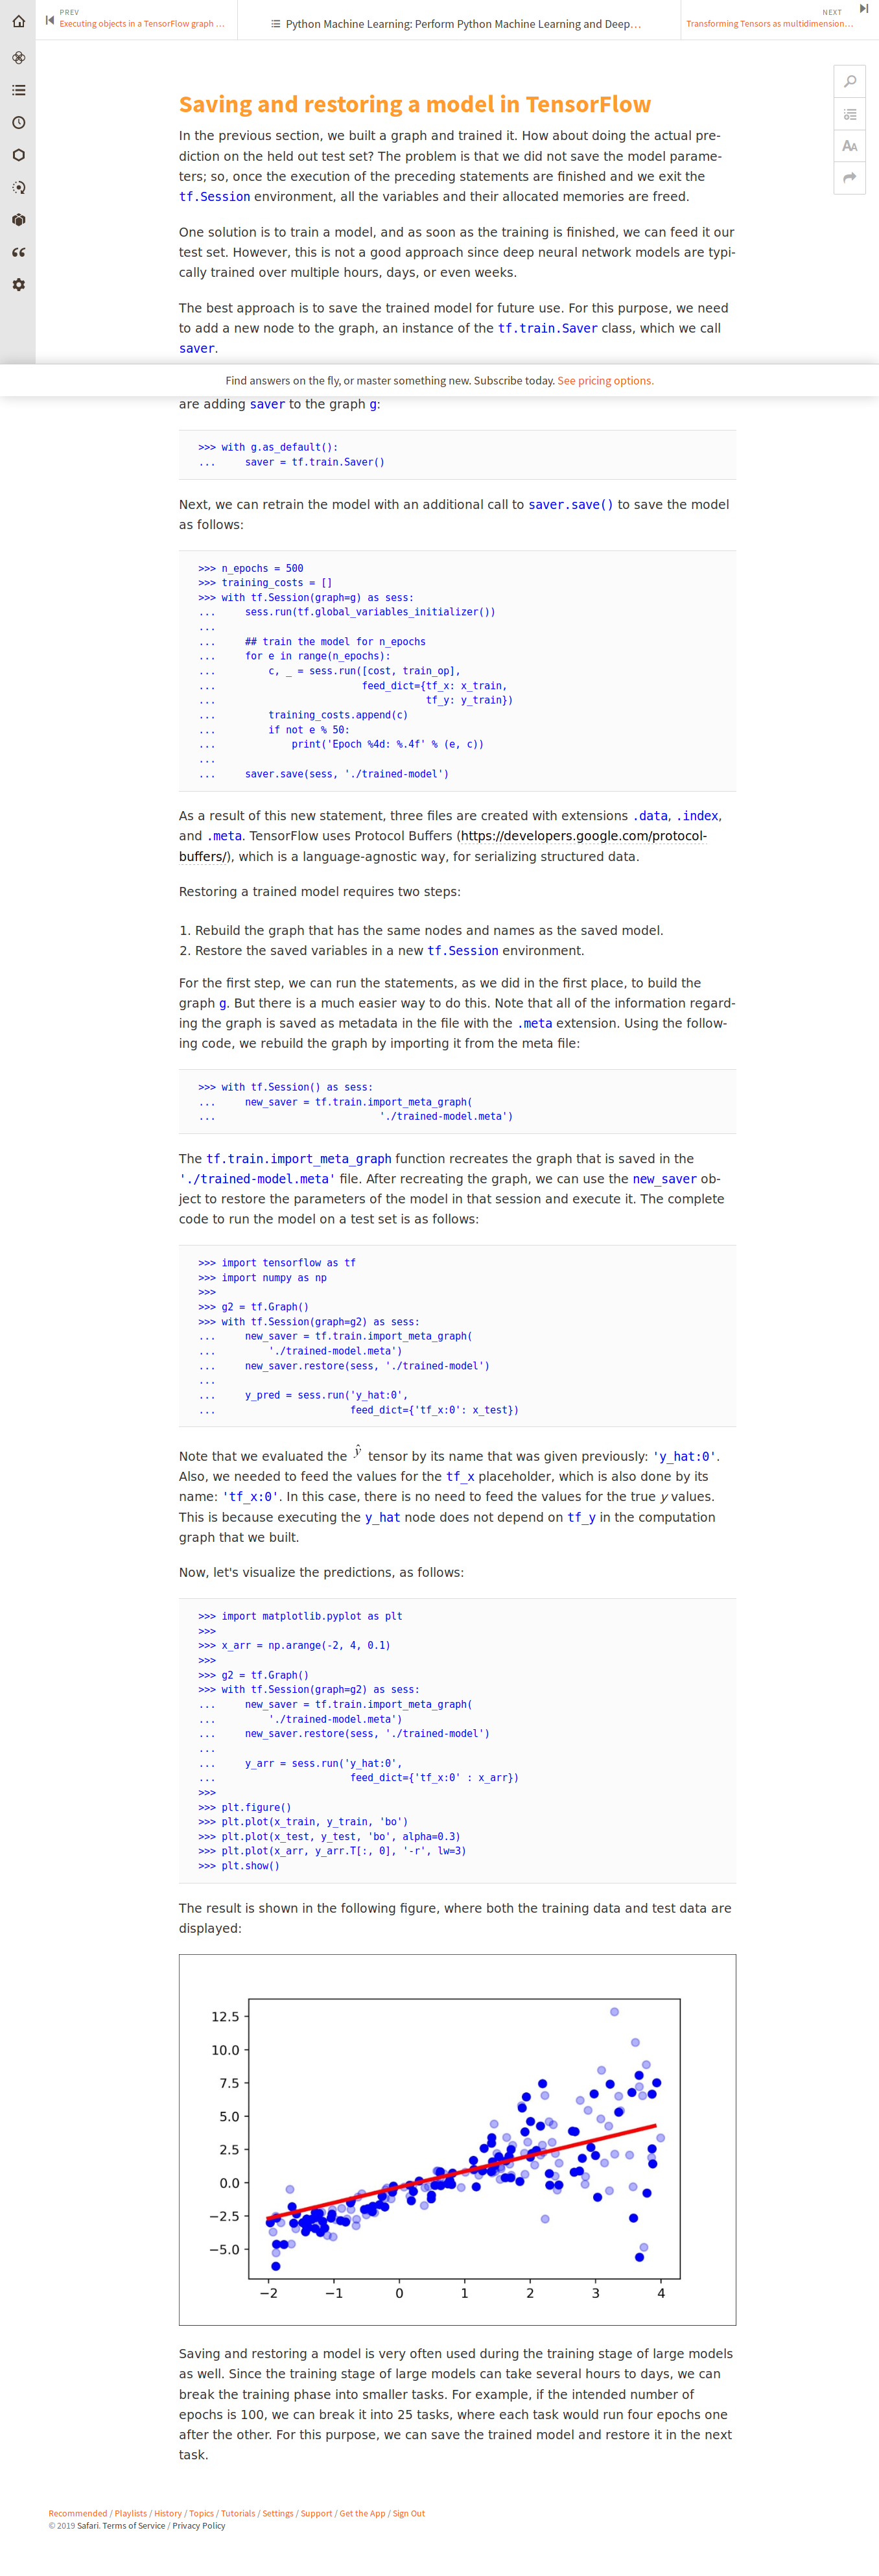 PREV
Executing objects in a TensorFlow graph …
Python Machine Learning: Perform Python Machine Learning and Deep…
NEXT
Transforming Tensors as multidimension…
Saving and restoring a model in TensorFlow
In the previous section, we built a graph and trained it. How about doing the actual pre-
diction on the held out test set? The problem is that we did not save the model parame-
ters; so, once the execution of the preceding statements are finished and we exit the
tf.Session environment, all the variables and their allocated memories are freed.
One solution is to train a model, and as soon as the training is finished, we can feed it our
test set. However, this is not a good approach since deep neural network models are typi-
cally trained over multiple hours, days, or even weeks.
The best approach is to save the trained model for future use. For this purpose, we need
to add a new node to the graph, an instance of the tf.train.Saver class, which we call
saver.
Find answers on the fly, or master something new. Subscribe today. See pricing options.
are adding saver to the graph g:
>>> with g.as_default():
...     saver = tf.train.Saver()
Next, we can retrain the model with an additional call to saver.save() to save the model
as follows:
>>> n_epochs = 500
>>> training_costs = []
>>> with tf.Session(graph=g) as sess:
...     sess.run(tf.global_variables_initializer())
...
...     ## train the model for n_epochs
...     for e in range(n_epochs):
...         c, _ = sess.run([cost, train_op],
...                         feed_dict={tf_x: x_train,
...                                    tf_y: y_train})
...         training_costs.append(c)
...         if not e % 50:
...             print('Epoch %4d: %.4f' % (e, c))
...
...     saver.save(sess, './trained-model')
As a result of this new statement, three files are created with extensions .data, .index,
and .meta. TensorFlow uses Protocol Buffers (https://developers.google.com/protocol-
buffers/), which is a language-agnostic way, for serializing structured data.
Restoring a trained model requires two steps:
1. Rebuild the graph that has the same nodes and names as the saved model.
2. Restore the saved variables in a new tf.Session environment.
For the first step, we can run the statements, as we did in the first place, to build the
graph g. But there is a much easier way to do this. Note that all of the information regard-
ing the graph is saved as metadata in the file with the .meta extension. Using the follow-
ing code, we rebuild the graph by importing it from the meta file:
>>> with tf.Session() as sess:
...     new_saver = tf.train.import_meta_graph(
...                            './trained-model.meta')
The tf.train.import_meta_graph function recreates the graph that is saved in the
'./trained-model.meta' file. After recreating the graph, we can use the new_saver ob-
ject to restore the parameters of the model in that session and execute it. The complete
code to run the model on a test set is as follows:
>>> import tensorflow as tf
>>> import numpy as np
>>>
>>> g2 = tf.Graph()
>>> with tf.Session(graph=g2) as sess:
...     new_saver = tf.train.import_meta_graph(
...         './trained-model.meta')
...     new_saver.restore(sess, './trained-model')
...
...     y_pred = sess.run('y_hat:0',
...                       feed_dict={'tf_x:0': x_test})
Note that we evaluated the ŷ tensor by its name that was given previously: 'y_hat:0'.
Also, we needed to feed the values for the tf_x placeholder, which is also done by its
name: 'tf_x:0'. In this case, there is no need to feed the values for the true y values.
This is because executing the y_hat node does not depend on tf_y in the computation
graph that we built.
Now, let's visualize the predictions, as follows:
>>> import matplotlib.pyplot as plt
>>>
>>> x_arr = np.arange(-2, 4, 0.1)
>>>
>>> g2 = tf.Graph()
>>> with tf.Session(graph=g2) as sess:
...     new_saver = tf.train.import_meta_graph(
...         './trained-model.meta')
...     new_saver.restore(sess, './trained-model')
...
...     y_arr = sess.run('y_hat:0',
...                       feed_dict={'tf_x:0' : x_arr})
>>>
>>> plt.figure()
>>> plt.plot(x_train, y_train, 'bo')
>>> plt.plot(x_test, y_test, 'bo', alpha=0.3)
>>> plt.plot(x_arr, y_arr.T[:, 0], '-r', lw=3)
>>> plt.show()
The result is shown in the following figure, where both the training data and test data are
displayed:
12.5
10.0
7.5
5.0
2.5
0.0
−2.5
−5.0
−2 −1 0 1 2 3 4
Saving and restoring a model is very often used during the training stage of large models
as well. Since the training stage of large models can take several hours to days, we can
break the training phase into smaller tasks. For example, if the intended number of
epochs is 100, we can break it into 25 tasks, where each task would run four epochs one
after the other. For this purpose, we can save the trained model and restore it in the next
task.
Recommended / Playlists / History / Topics / Tutorials / Settings / Support / Get the App / Sign Out
© 2019 Safari. Terms of Service / Privacy Policy